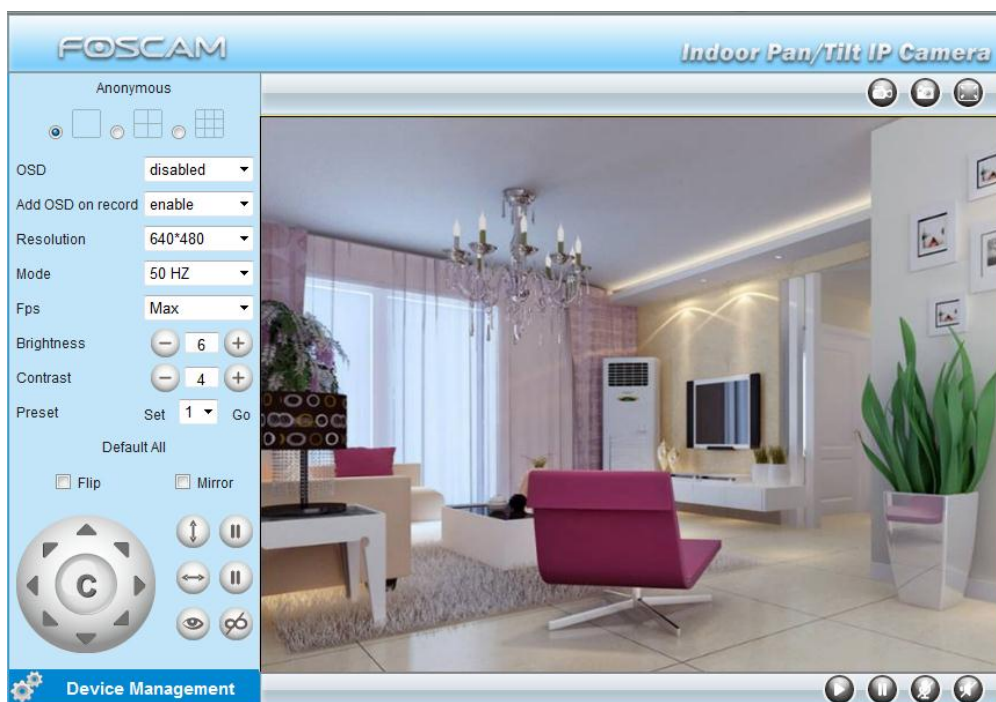 FOSCAM
Indoor Pan/Tilt IP Camera
Anonymous
OSD disabled
Add OSD on record enable
Resolution 640*480
Mode 50 HZ
Fps Max
Brightness 6
Contrast 4
Preset Set 1 Go
Default All
Flip Mirror
C
Device Management